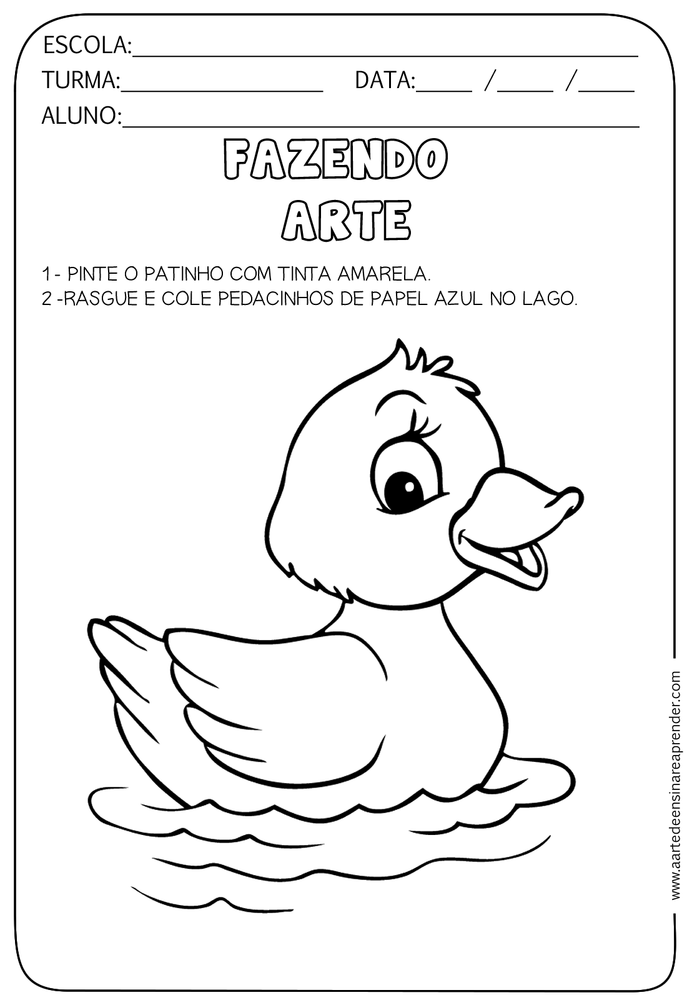 ESCOLA:
TURMA: DATA: / /
ALUNO:
FAZENDO
ARTE
1 - PINTE O PATINHO COM TINTA AMARELA.
2 -RASGUE E COLE PEDACINHOS DE PAPEL AZUL NO LAGO.
www.aartedeensinareaprender.com